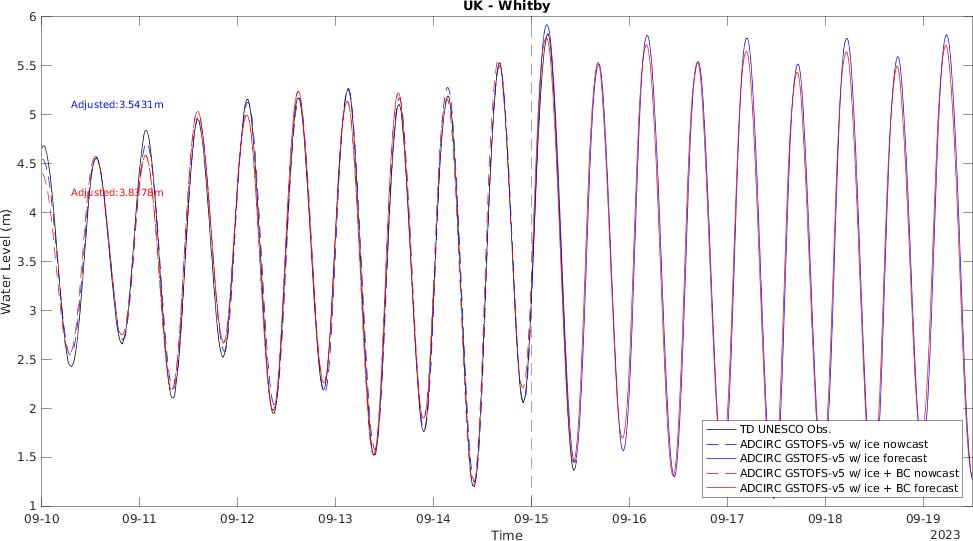 UK - Whitby
6
5.5
5
4.5
4
3.5
3
2.5
2
1.5
1
Water Level (m)
Adjusted:3.5431m
Adjusted:3.8378m
TD UNESCO Obs.
ADCIRC GSTOFS-v5 w/ ice nowcast
ADCIRC GSTOFS-v5 w/ ice forecast
ADCIRC GSTOFS-v5 w/ ice + BC nowcast
ADCIRC GSTOFS-v5 w/ ice + BC forecast
09-10 09-11 09-12 09-13 09-14 09-15 09-16 09-17 09-18 09-19
Time
2023